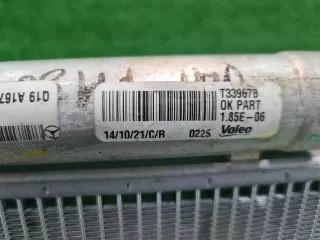 Q19 A167
T33967B
OK PART
1.85E-06
14/10/21/C/R 0225
Valeo